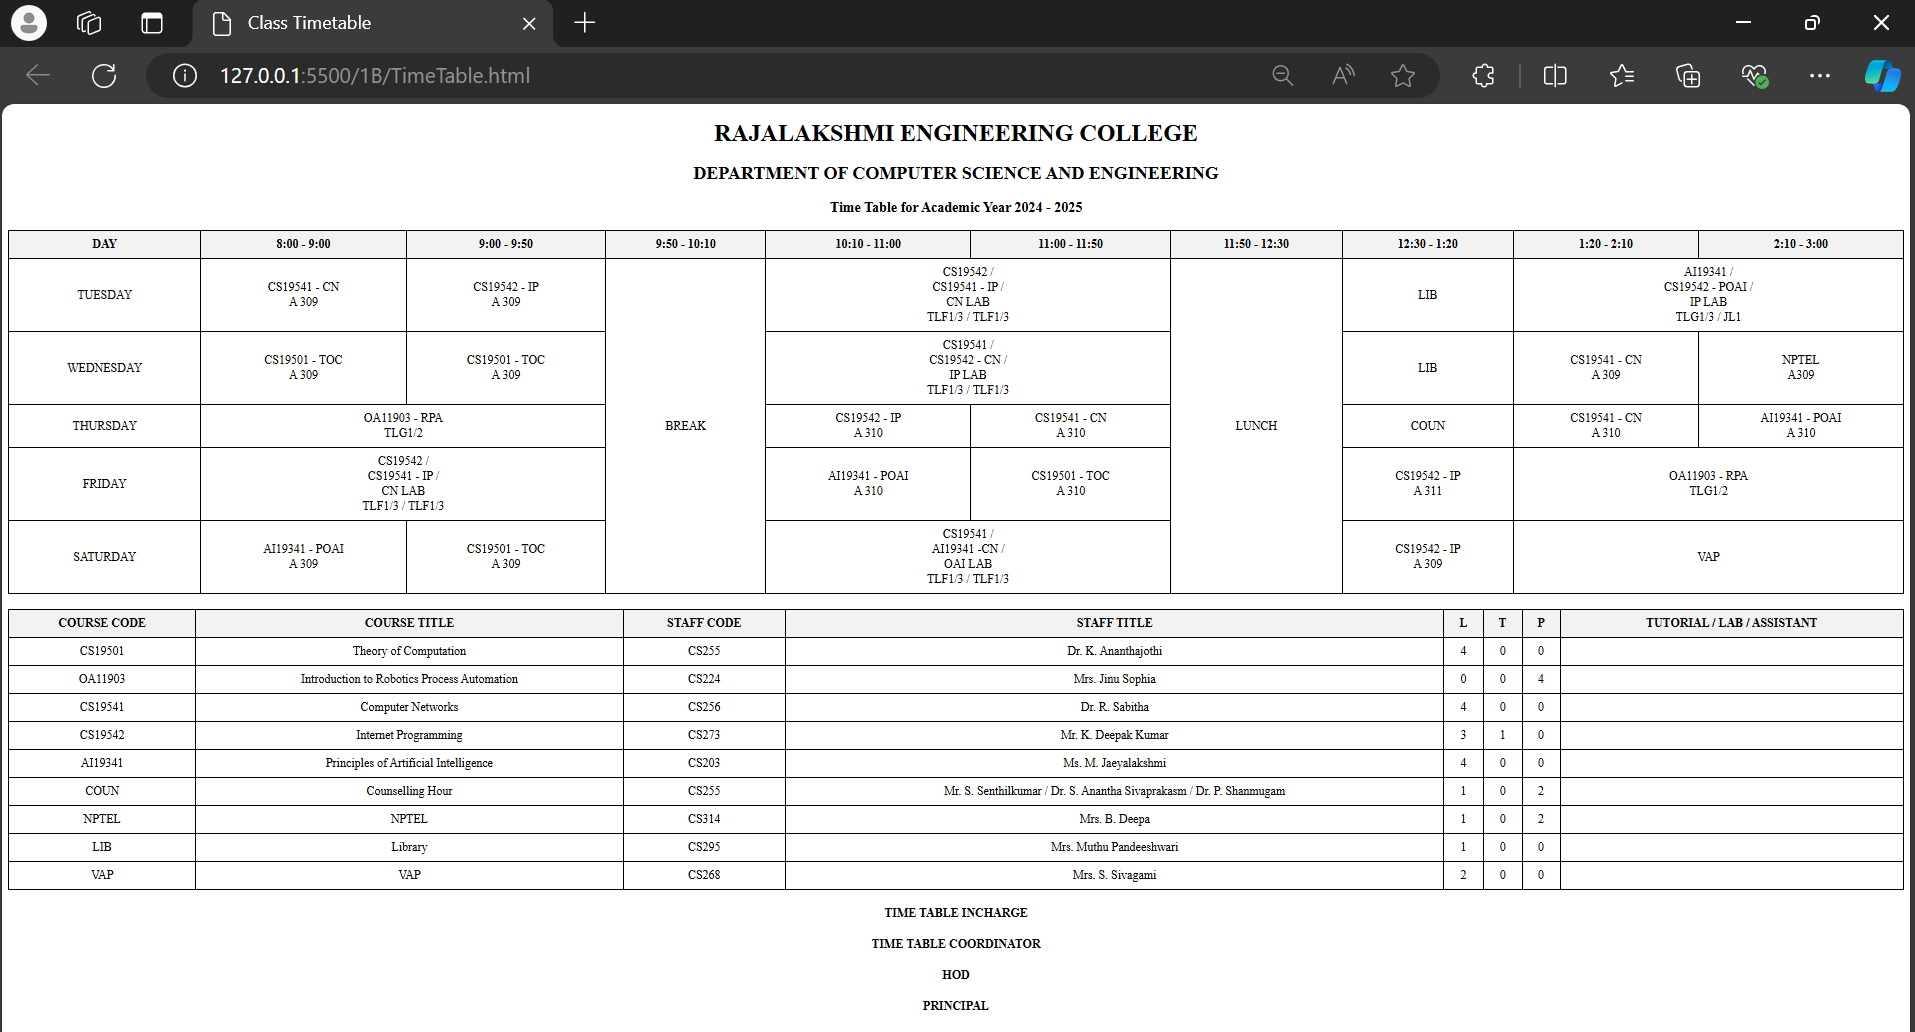 Class Timetable
127.0.0.1:5500/1B/TimeTable.html
RAJALAKSHMI ENGINEERING COLLEGE
DEPARTMENT OF COMPUTER SCIENCE AND ENGINEERING
Time Table for Academic Year 2024 - 2025
DAY 8:00 - 9:00 9:00 - 9:50 9:50 - 10:10 10:10 - 11:00 11:00 - 11:50 11:50 - 12:30 12:30 - 1:20 1:20 - 2:10 2:10 - 3:00
TUESDAY
CS19541 - CN
A 309
CS19542 - IP
A 309
BREAK
CS19542 /
CS19541 - IP /
CN LAB
TLF1/3 / TLF1/3
LUNCH
LIB
AI19341 /
CS19542 - POAI /
IP LAB
TLG1/3 / JL1
WEDNESDAY
CS19501 - TOC
A 309
CS19501 - TOC
A 309
CS19541 /
CS19542 - CN /
IP LAB
TLF1/3 / TLF1/3
LIB
CS19541 - CN
A 309
NPTEL
A309
THURSDAY
OA11903 - RPA
TLG1/2
CS19542 - IP
A 310
CS19541 - CN
A 310
COUN
CS19541 - CN
A 310
AI19341 - POAI
A 310
FRIDAY
CS19542 /
CS19541 - IP /
CN LAB
TLF1/3 / TLF1/3
AI19341 - POAI
A 310
CS19501 - TOC
A 310
CS19542 - IP
A 311
OA11903 - RPA
TLG1/2
SATURDAY
AI19341 - POAI
A 309
CS19501 - TOC
A 309
CS19541 /
AI19341 -CN /
OAI LAB
TLF1/3 / TLF1/3
CS19542 - IP
A 309
VAP
COURSE CODE COURSE TITLE STAFF CODE STAFF TITLE L T P TUTORIAL / LAB / ASSISTANT
CS19501 Theory of Computation CS255 Dr. K. Ananthajothi 4 0 0
OA11903 Introduction to Robotics Process Automation CS224 Mrs. Jinu Sophia 0 0 4
CS19541 Computer Networks CS256 Dr. R. Sabitha 4 0 0
CS19542 Internet Programming CS273 Mr. K. Deepak Kumar 3 1 0
AI19341 Principles of Artificial Intelligence CS203 Ms. M. Jaeyalakshmi 4 0 0
COUN Counselling Hour CS255 Mr. S. Senthilkumar / Dr. S. Anantha Sivaprakasm / Dr. P. Shanmugam 1 0 2
NPTEL NPTEL CS314 Mrs. B. Deepa 1 0 2
LIB Library CS295 Mrs. Muthu Pandeeshwari 1 0 0
VAP VAP CS268 Mrs. S. Sivagami 2 0 0
TIME TABLE INCHARGE
TIME TABLE COORDINATOR
HOD
PRINCIPAL